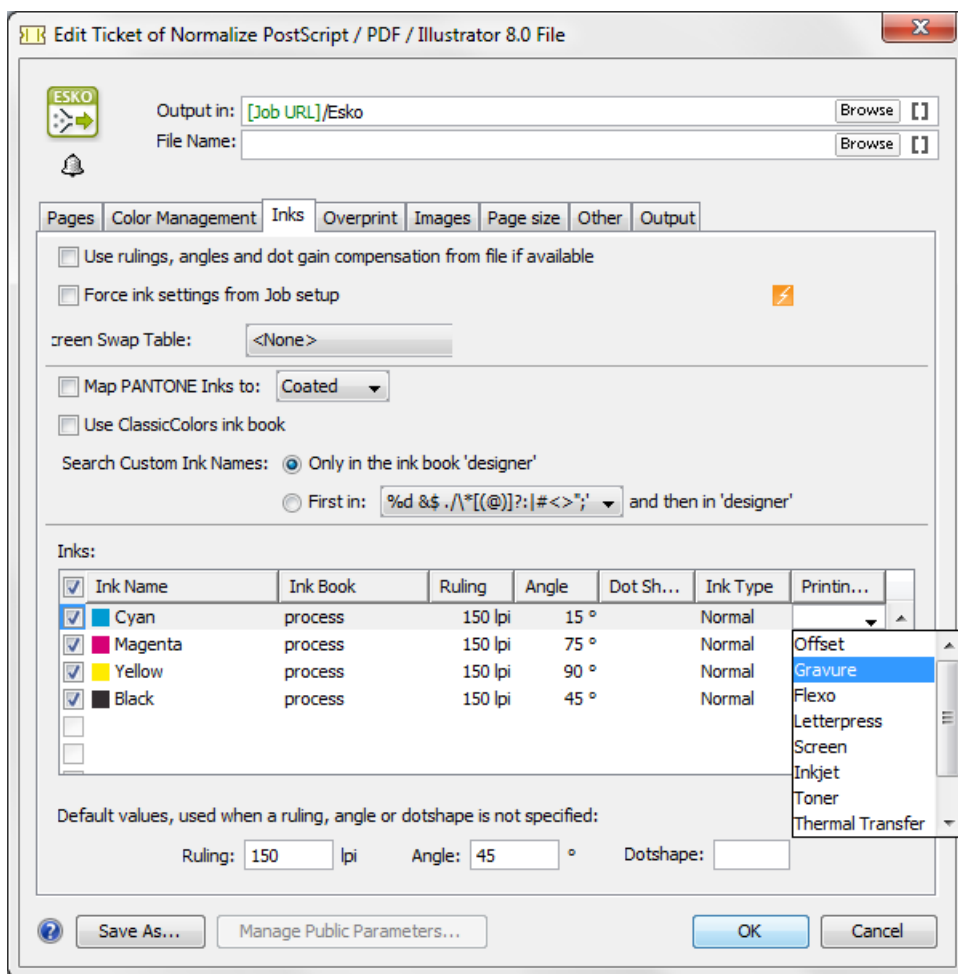 Edit Ticket of Normalize PostScript / PDF / Illustrator 8.0 File
ESKO
Output in: [Job URL]/Esko Browse []
File Name: Browse []
Pages Color Management Inks Overprint Images Page size Other Output
Use rulings, angles and dot gain compensation from file if available
Force ink settings from Job setup
creen Swap Table: <None>
Map PANTONE Inks to: Coated
Use ClassicColors ink book
Search Custom Ink Names: Only in the ink book 'designer'
First in: %d &$ ./\*[(@)]?:|#<>";' and then in 'designer'
Inks:
Ink Name Ink Book Ruling Angle Dot Sh... Ink Type Printin...
Cyan process 150 lpi 15 º Normal
Magenta process 150 lpi 75 º Normal Offset
Yellow process 150 lpi 90 º Normal Gravure
Black process 150 lpi 45 º Normal Flexo
Letterpress
Screen
Inkjet
Toner
Thermal Transfer
Default values, used when a ruling, angle or dotshape is not specified:
Ruling: 150 lpi Angle: 45 º Dotshape:
? Save As... Manage Public Parameters... OK Cancel